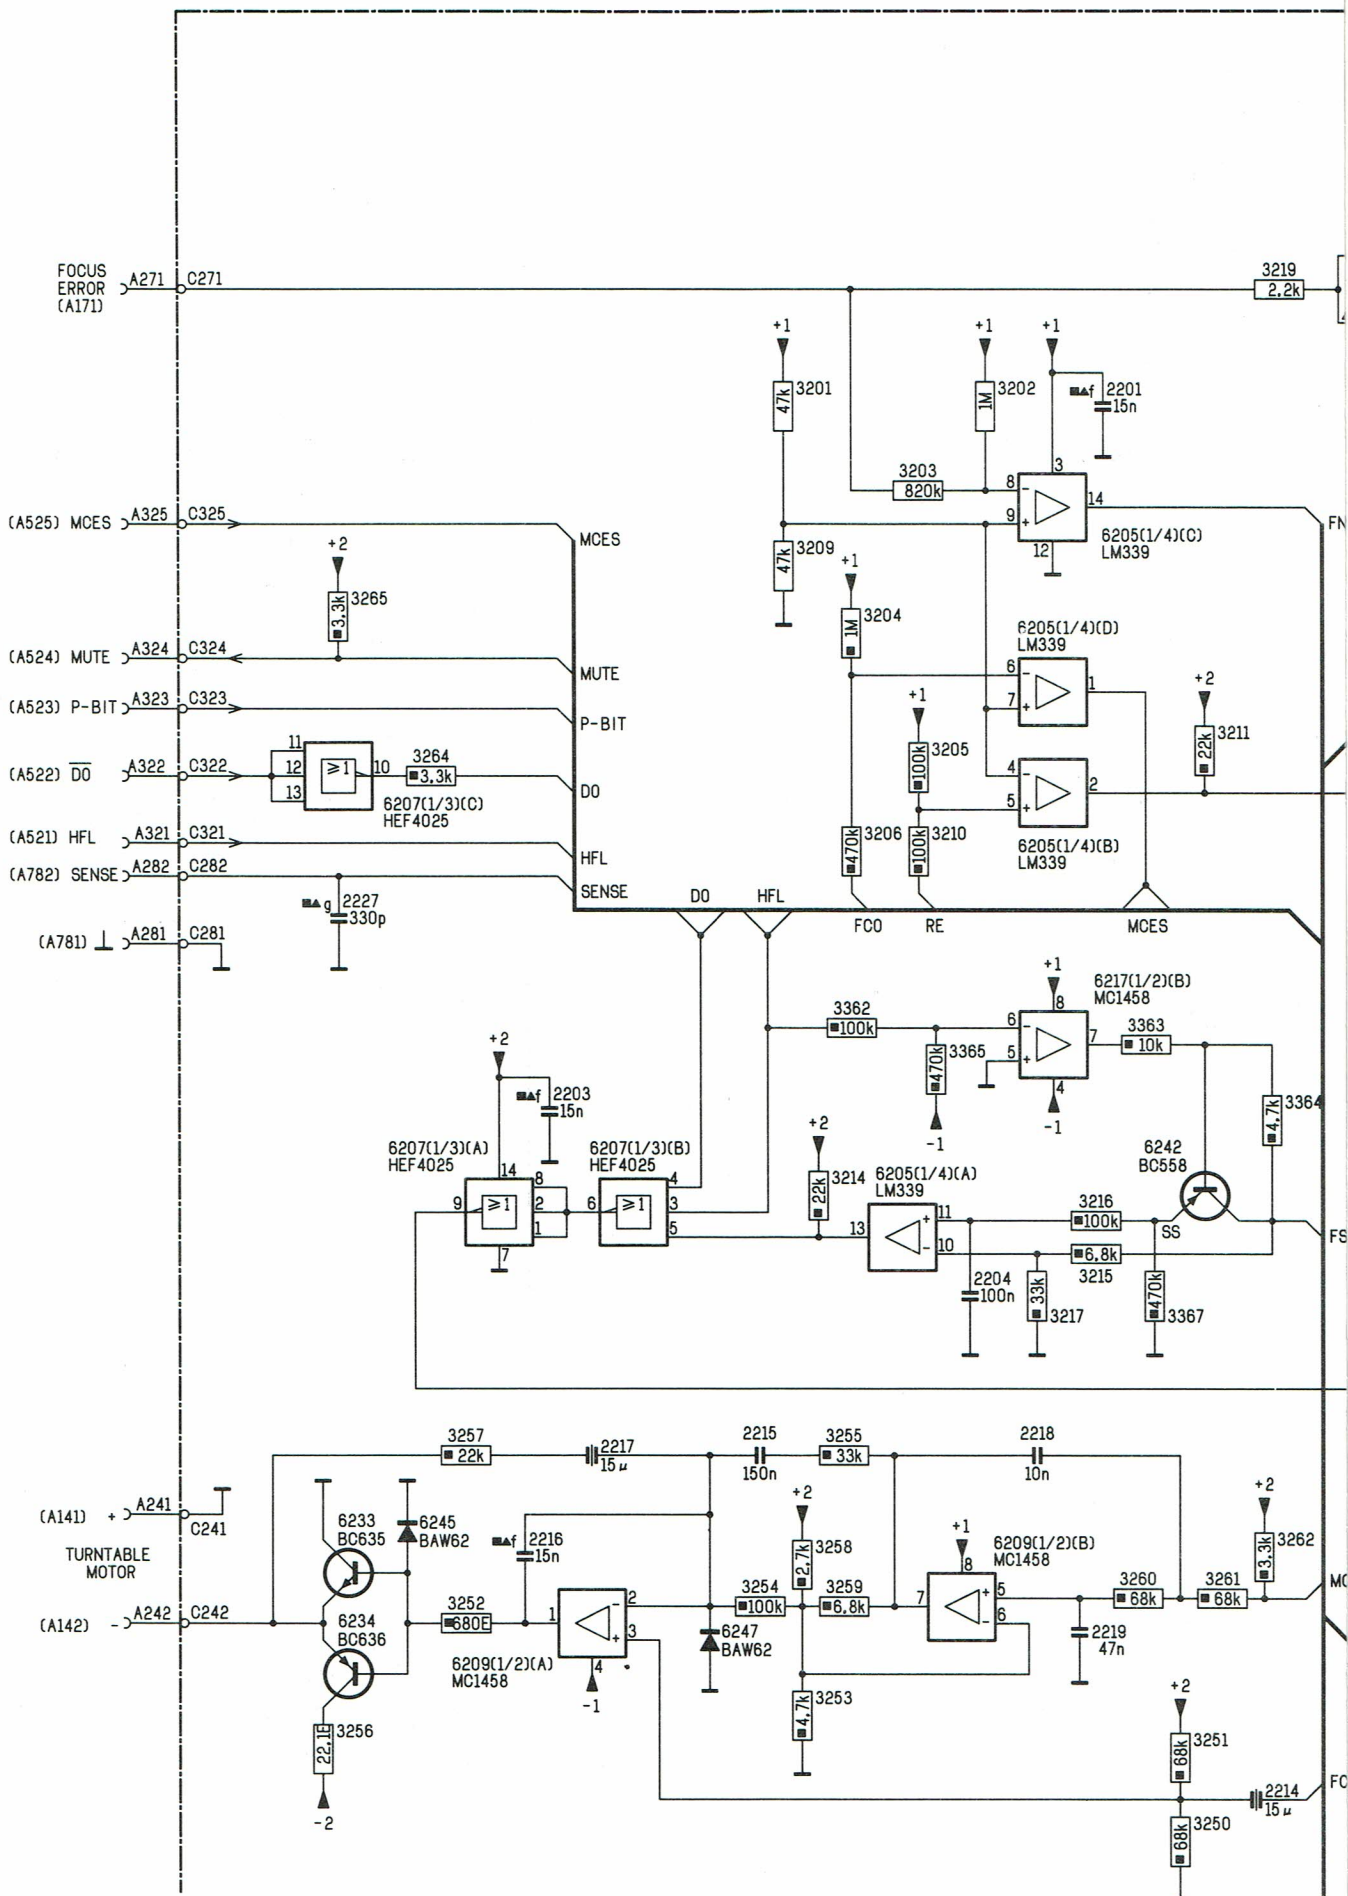 FOCUS
ERROR
(A171)
A271
C271
3219
2.2k
+1
+1
+1
3201
47k
3202
1M
f
2201
15n
3203
820k
8
-
3
14
9
+
12
6205(1/4)(C)
LM339
FN
(A525) MCES
A325
C325
MCES
+2
3265
3.3k
3209
47k
+1
3204
1M
(A524) MUTE
A324
C324
MUTE
6205(1/4)(D)
LM339
6
-
7
+
1
(A523) P-BIT
A323
C323
P-BIT
+1
+2
3205
100k
3211
22k
(A522) DO
A322
C322
11
12
13
≥1
10
3264
3.3k
DO
6207(1/3)(C)
HEF4025
4
-
5
+
2
(A521) HFL
A321
C321
HFL
3206
470k
3210
100k
6205(1/4)(B)
LM339
(A782) SENSE
A282
C282
SENSE
g
2227
330p
DO
HFL
FCO
RE
MCES
(A781)
A281
C281
+1
6217(1/2)(B)
MC1458
3362
100k
6
-
8
7
5
+
4
-1
3363
10k
3365
470k
-1
3364
4.7k
+2
f
2203
15n
6207(1/3)(A)
HEF4025
6207(1/3)(B)
HEF4025
14
9
≥1
8
2
1
7
6
≥1
4
3
5
+2
3214
22k
6205(1/4)(A)
LM339
13
+
11
-
10
6242
BC558
3216
100k
SS
6.8k
3215
FS
2204
100n
33k
3217
470k
3367
3257
22k
2217
15μ
2215
150n
3255
33k
2218
10n
(A141) +
A241
C241
TURNTABLE
MOTOR
6233
BC635
6245
BAW62
f
2216
15n
+2
3258
2.7k
+1
6209(1/2)(B)
MC1458
8
+2
3262
3.3k
(A142) -
A242
C242
6234
BC636
3252
680E
1
-
2
+
3
4
-1
6209(1/2)(A)
MC1458
3254
100k
3259
6.8k
7
+
5
-
6
3260
68k
3261
68k
6247
BAW62
2219
47n
3256
22.1E
-2
3253
4.7k
+2
3251
68k
2214
15μ
3250
68k